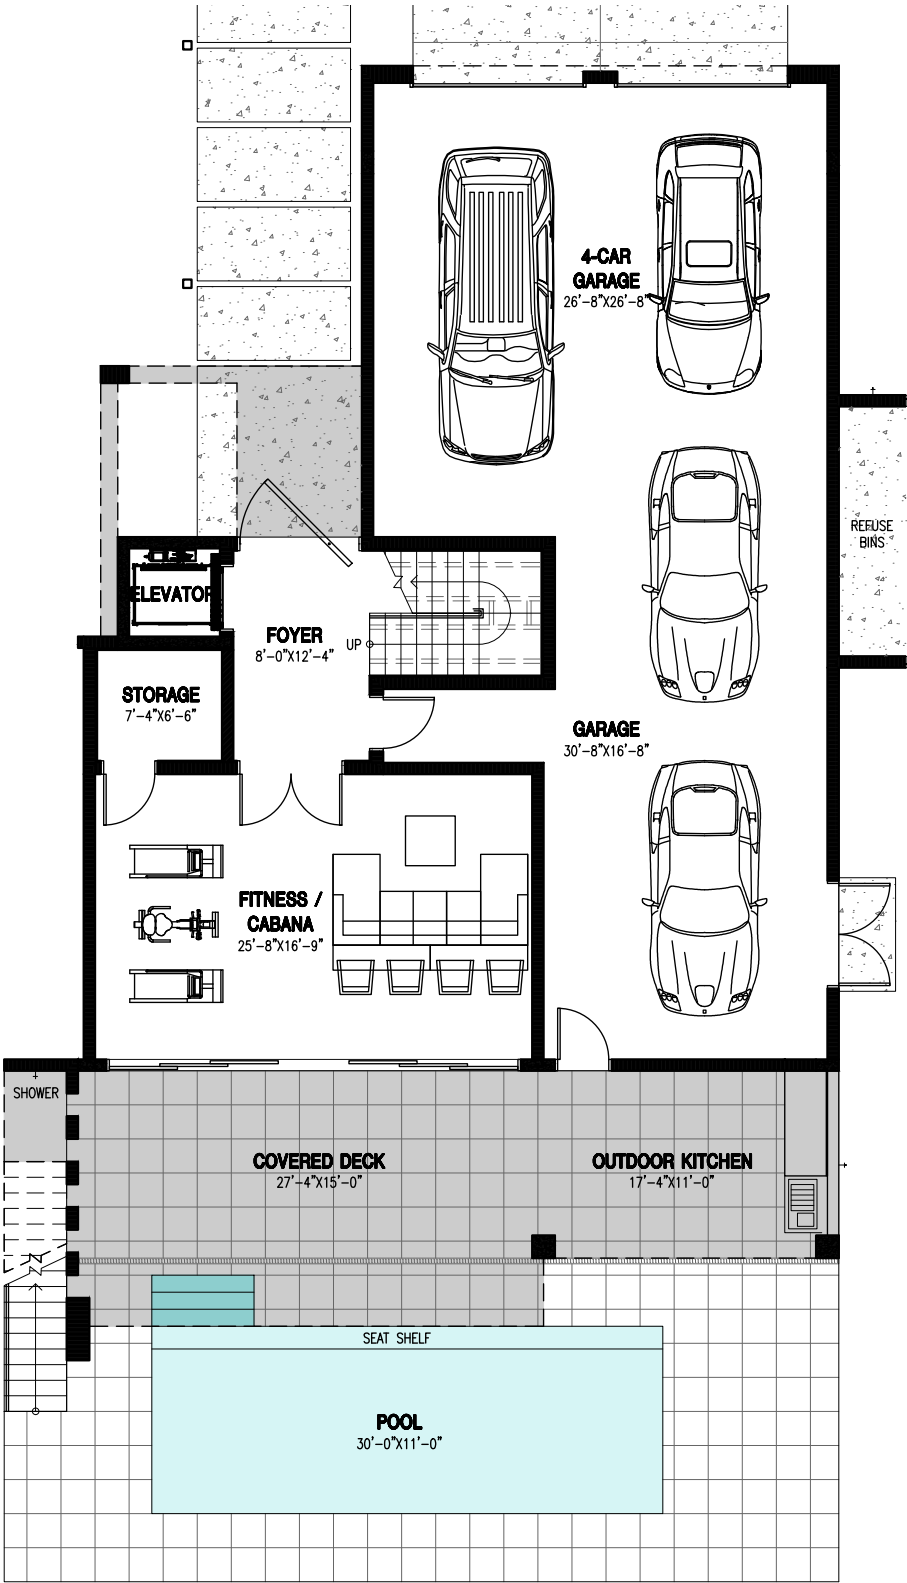 4-CAR
GARAGE
26'-8"X26'-8"
REFUSE
BINS
ELEVATOR
FOYER
8'-0"X12'-4"
UP
STORAGE
7'-4"X6'-6"
GARAGE
30'-8"X16'-8"
FITNESS /
CABANA
25'-8"X16'-9"
SHOWER
COVERED DECK
27'-4"X15'-0"
OUTDOOR KITCHEN
17'-4"X11'-0"
SEAT SHELF
POOL
30'-0"X11'-0"